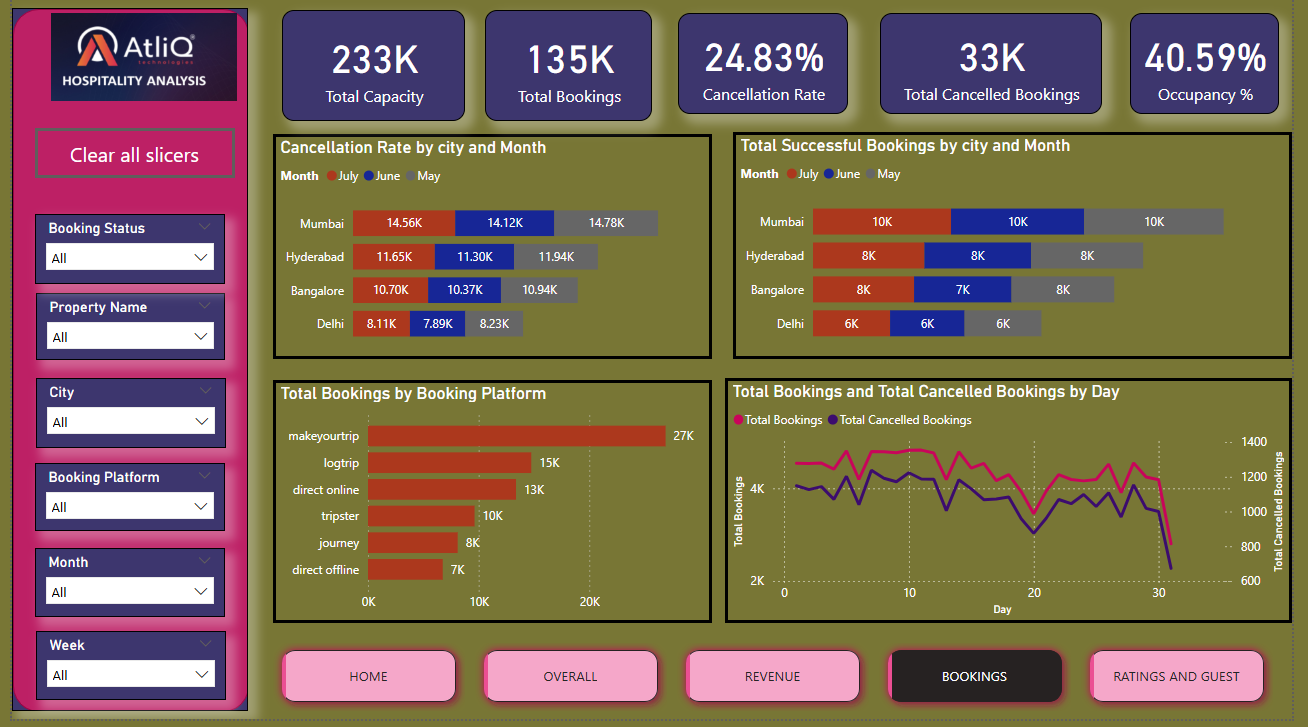 AtliQ
technologies
HOSPITALITY ANALYSIS
Clear all slicers
Booking Status
All
Property Name
All
City
All
Booking Platform
All
Month
All
Week
All
233K
Total Capacity
135K
Total Bookings
24.83%
Cancellation Rate
33K
Total Cancelled Bookings
40.59%
Occupancy %
Cancellation Rate by city and Month
Month July June May
Mumbai 14.56K 14.12K 14.78K
Hyderabad 11.65K 11.30K 11.94K
Bangalore 10.70K 10.37K 10.94K
Delhi 8.11K 7.89K 8.23K
Total Successful Bookings by city and Month
Month July June May
Mumbai 10K 10K 10K
Hyderabad 8K 8K 8K
Bangalore 8K 7K 8K
Delhi 6K 6K 6K
Total Bookings by Booking Platform
makeyourtrip 27K
logtrip 15K
direct online 13K
tripster 10K
journey 8K
direct offline 7K
0K 10K 20K
Total Bookings and Total Cancelled Bookings by Day
Total Bookings Total Cancelled Bookings
Total Bookings
4K
2K
1400
1200
1000
800
600
Total Cancelled Bookings
0 10 20 30
Day
HOME
OVERALL
REVENUE
BOOKINGS
RATINGS AND GUEST